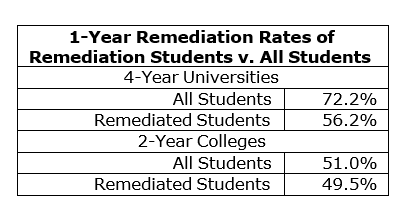 1-Year Remediation Rates of
Remediation Students v. All Students
4-Year Universities
All Students 72.2%
Remediated Students 56.2%
2-Year Colleges
All Students 51.0%
Remediated Students 49.5%